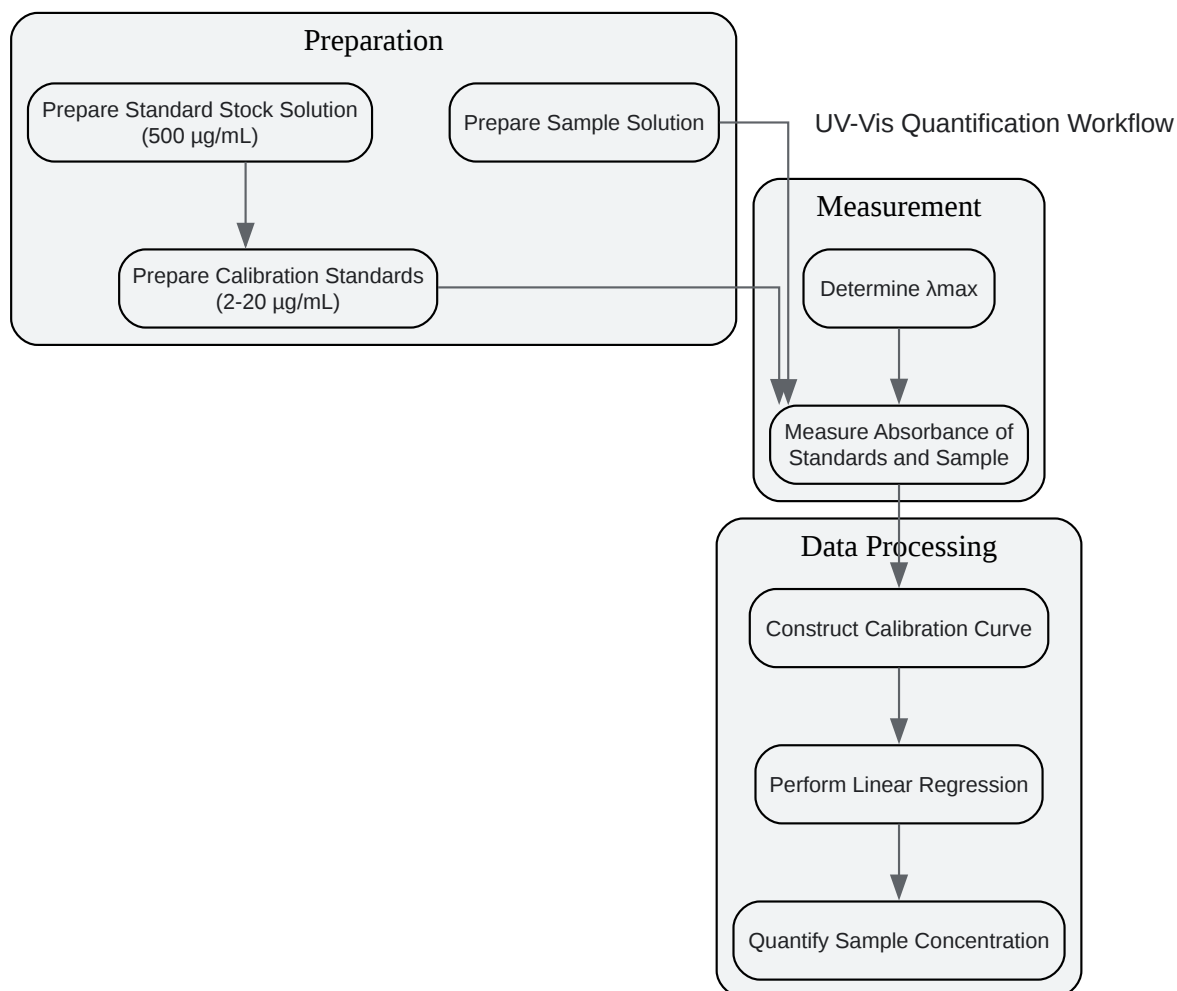 Preparation
Prepare Standard Stock Solution
(500 µg/mL)
Prepare Sample Solution
UV-Vis Quantification Workflow
Measurement
Prepare Calibration Standards
(2-20 µg/mL)
Determine λmax
Measure Absorbance of
Standards and Sample
Data Processing
Construct Calibration Curve
Perform Linear Regression
Quantify Sample Concentration